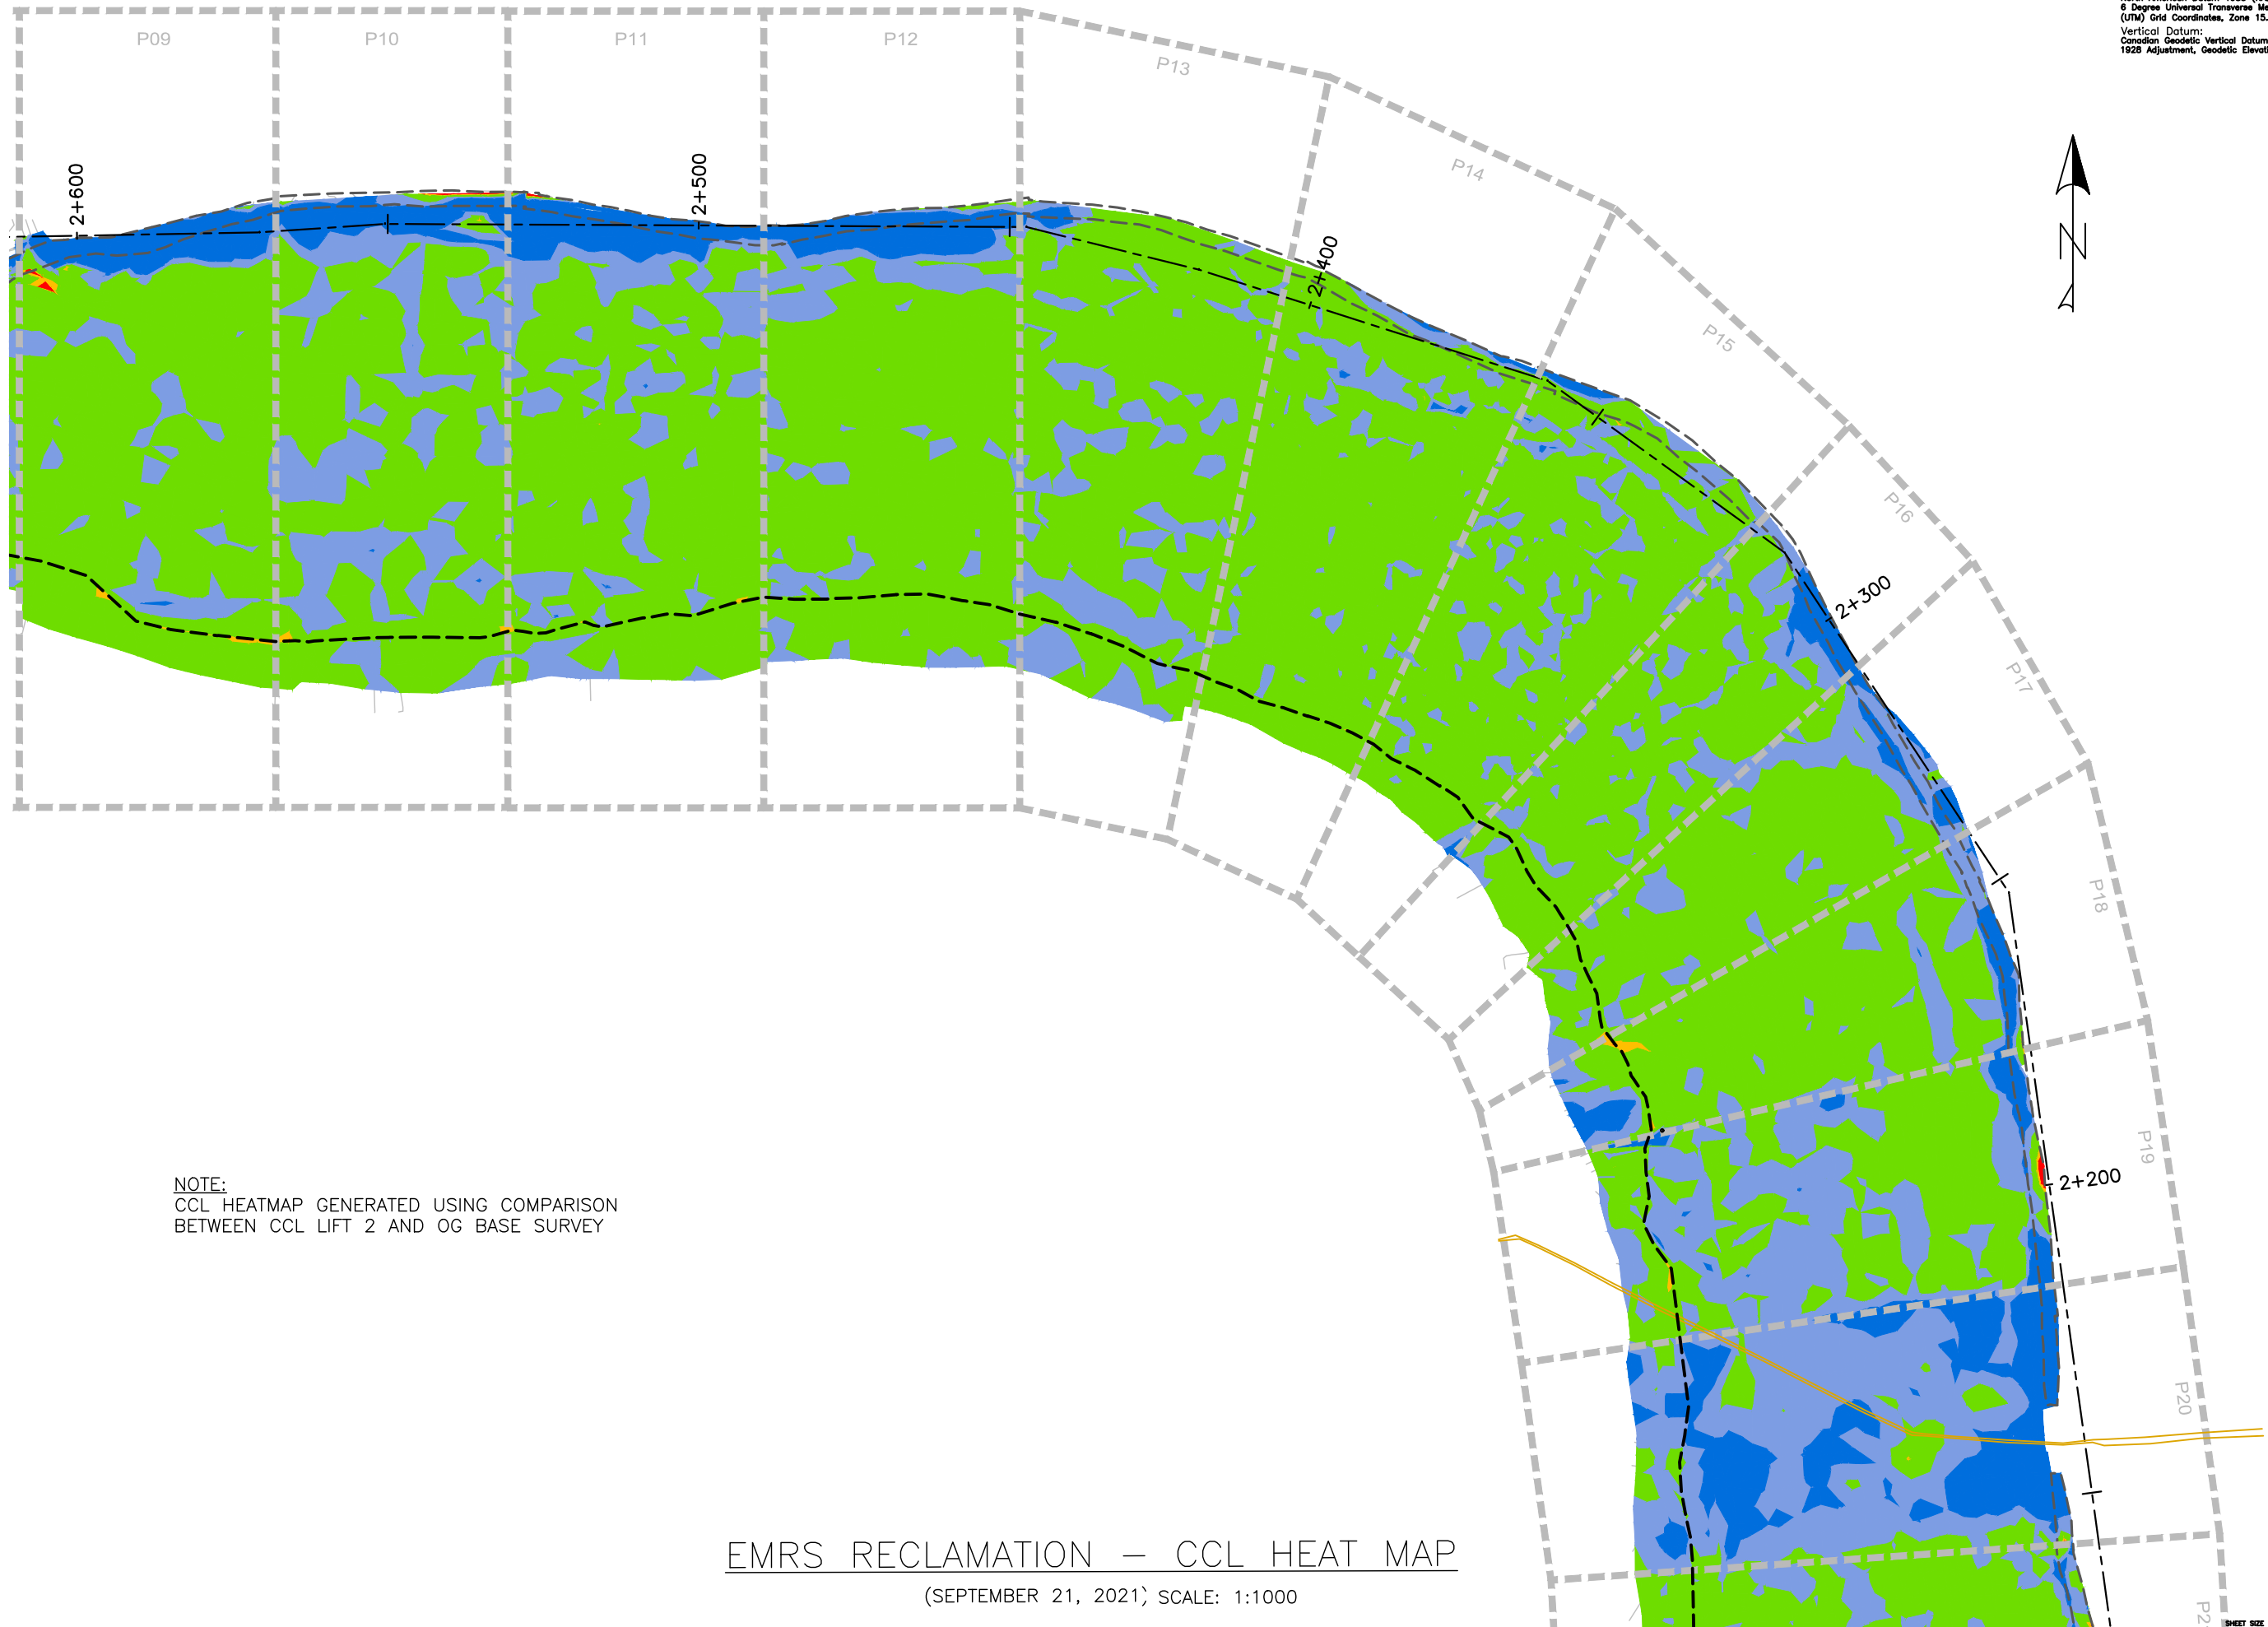 6 Degree Universal Transverse
(UTM) Grid Coordinates, Zone 15.
Vertical Datum:
Canadian Geodetic Vertical Datum
1928 Adjustment, Geodetic
P09
P10
P11
P12
P13
P14
P15
P16
P17
P18
P19
P20
2+600
2+500
2+400
2+300
2+200
N
NOTE:
CCL HEATMAP GENERATED USING COMPARISON
BETWEEN CCL LIFT 2 AND OG BASE SURVEY
EMRS RECLAMATION – CCL HEAT MAP
(SEPTEMBER 21, 2021) SCALE: 1:1000
SHEET SIZE